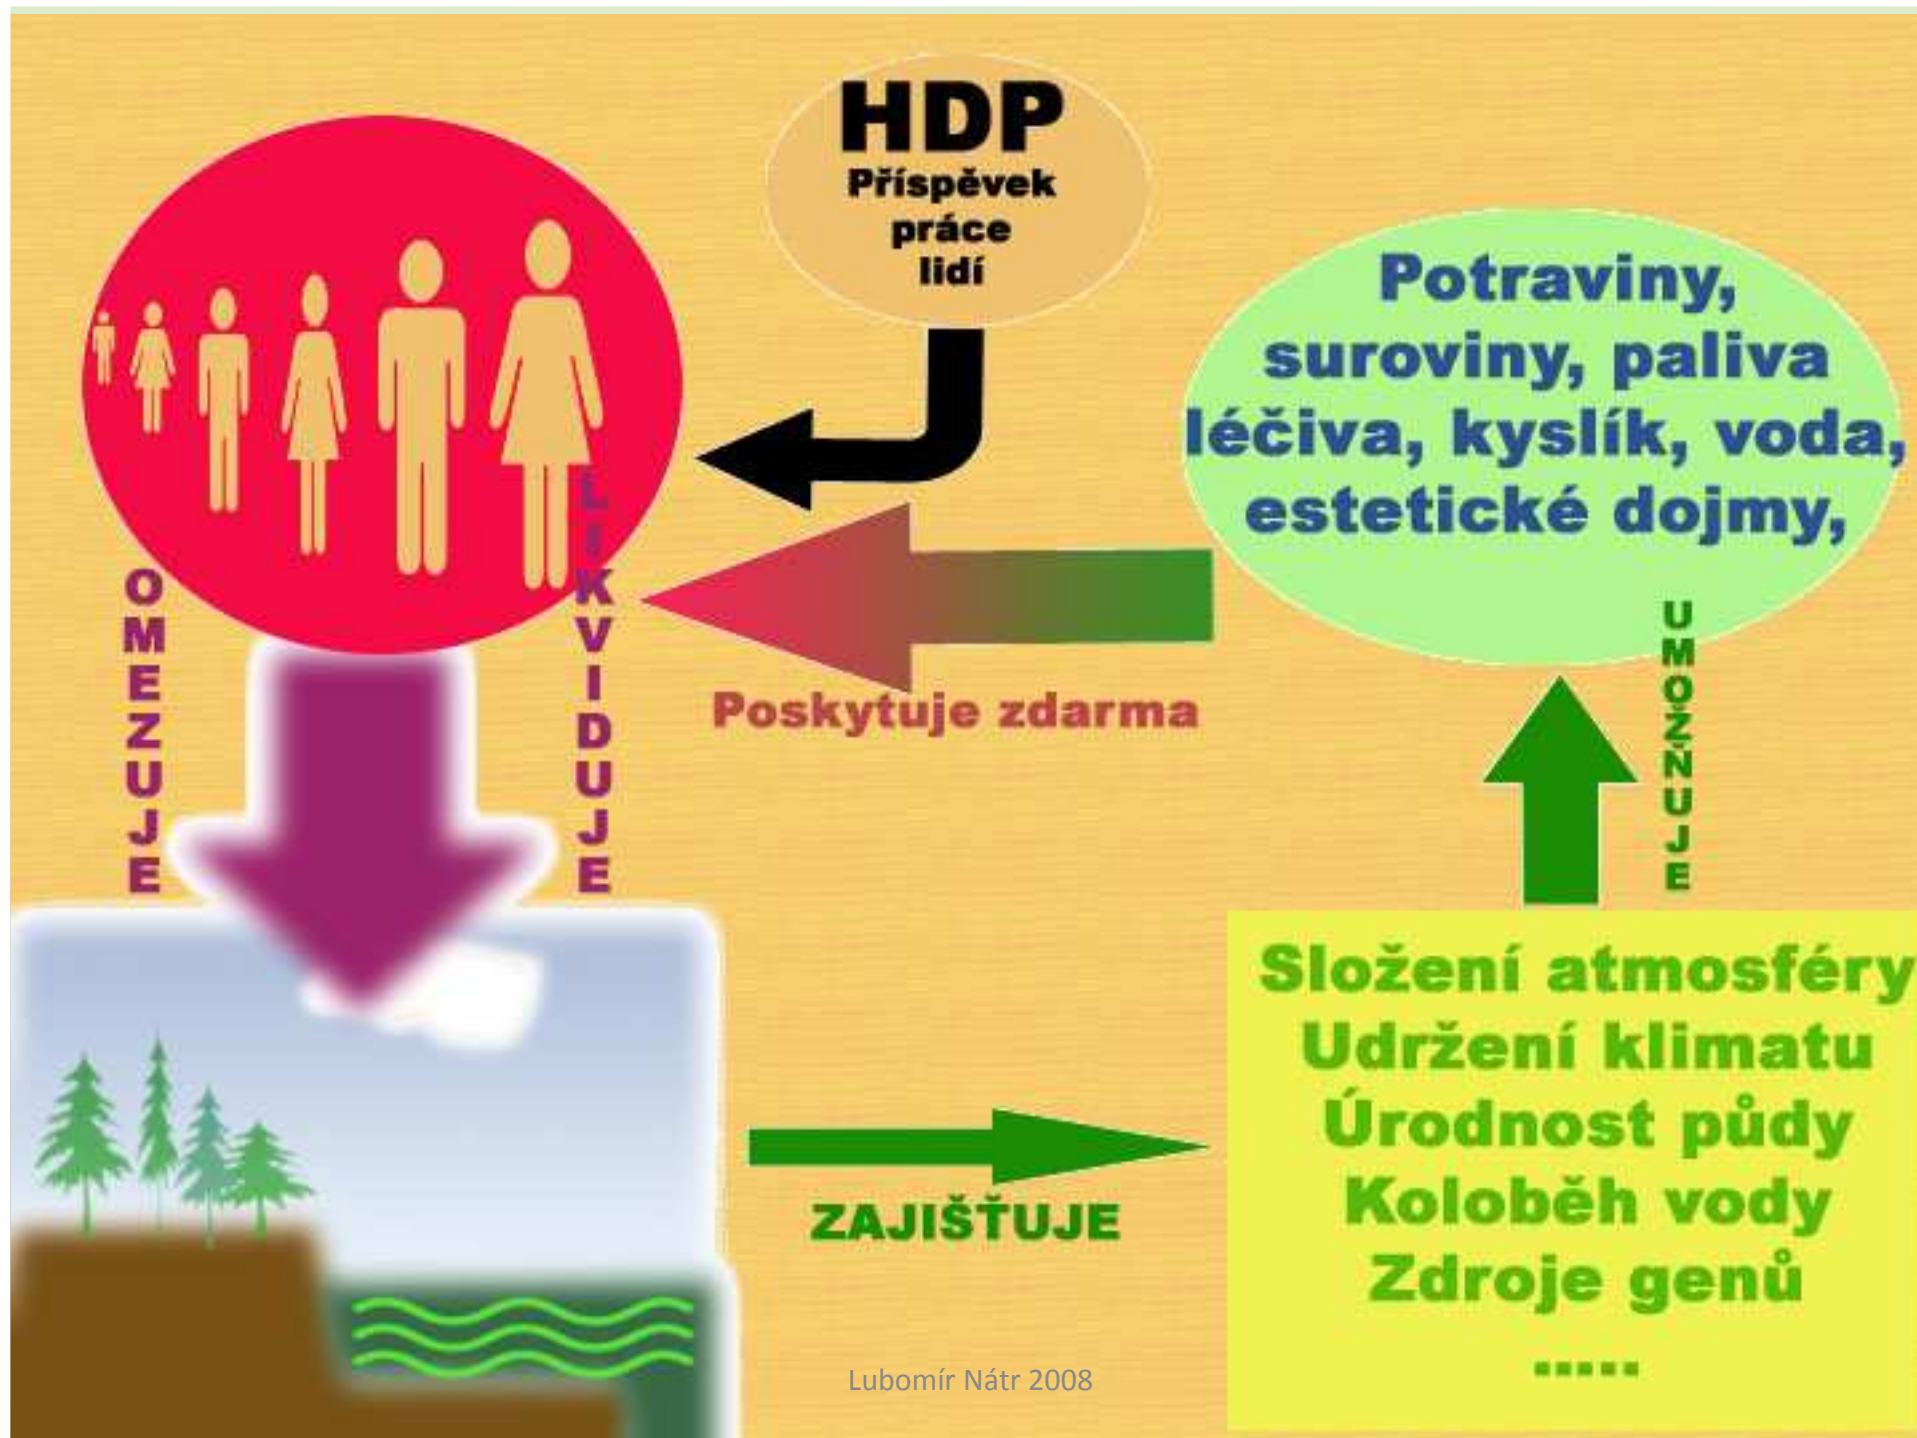 HDP
Příspěvek
práce
lidí
Potraviny,
suroviny, paliva
léčiva, kyslík, voda,
estetické dojmy,
OMEZUJE
LIKVIDUJE
Poskytuje zdarma
UMOŽNUJE
ZAJIŠŤUJE
Složení atmosféry
Udržení klimatu
Úrodnost půdy
Koloběh vody
Zdroje genů
.....
Lubomír Nátr 2008